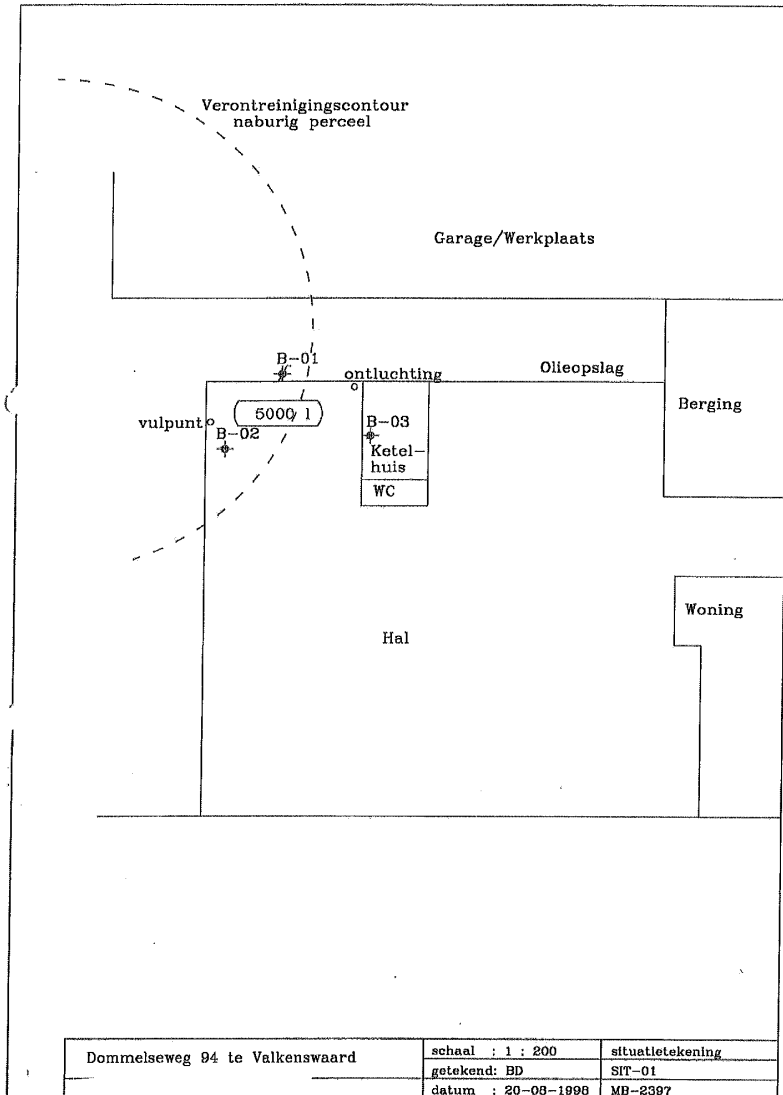 Verontreinigingscontour
naburig perceel
Garage/Werkplaats
B-01
ontluchting
Olieopslag
5000 l
Berging
vulpunt
B-02
B-03
Ketel-
huis
WC
Woning
Hal
Dommelseweg 94 te Valkenswaard
schaal : 1 : 200
situatietekening
getekend: BD
SIT-01
datum : 20-08-1998
MB-2397